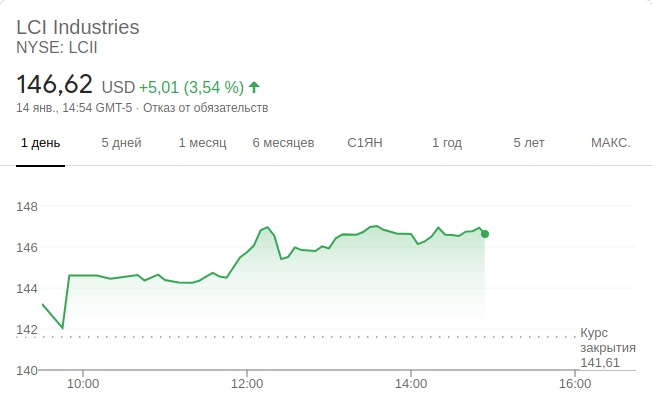 LCI Industries
NYSE: LCII
146,62 USD +5,01 (3,54 %)
14 янв., 14:54 GMT-5 · Отказ от обязательств
1 день 5 дней 1 месяц 6 месяцев С1ЯН 1 год 5 лет МАКС.
148
146
144
142
140
Курс
закрытия
141,61
10:00 12:00 14:00 16:00